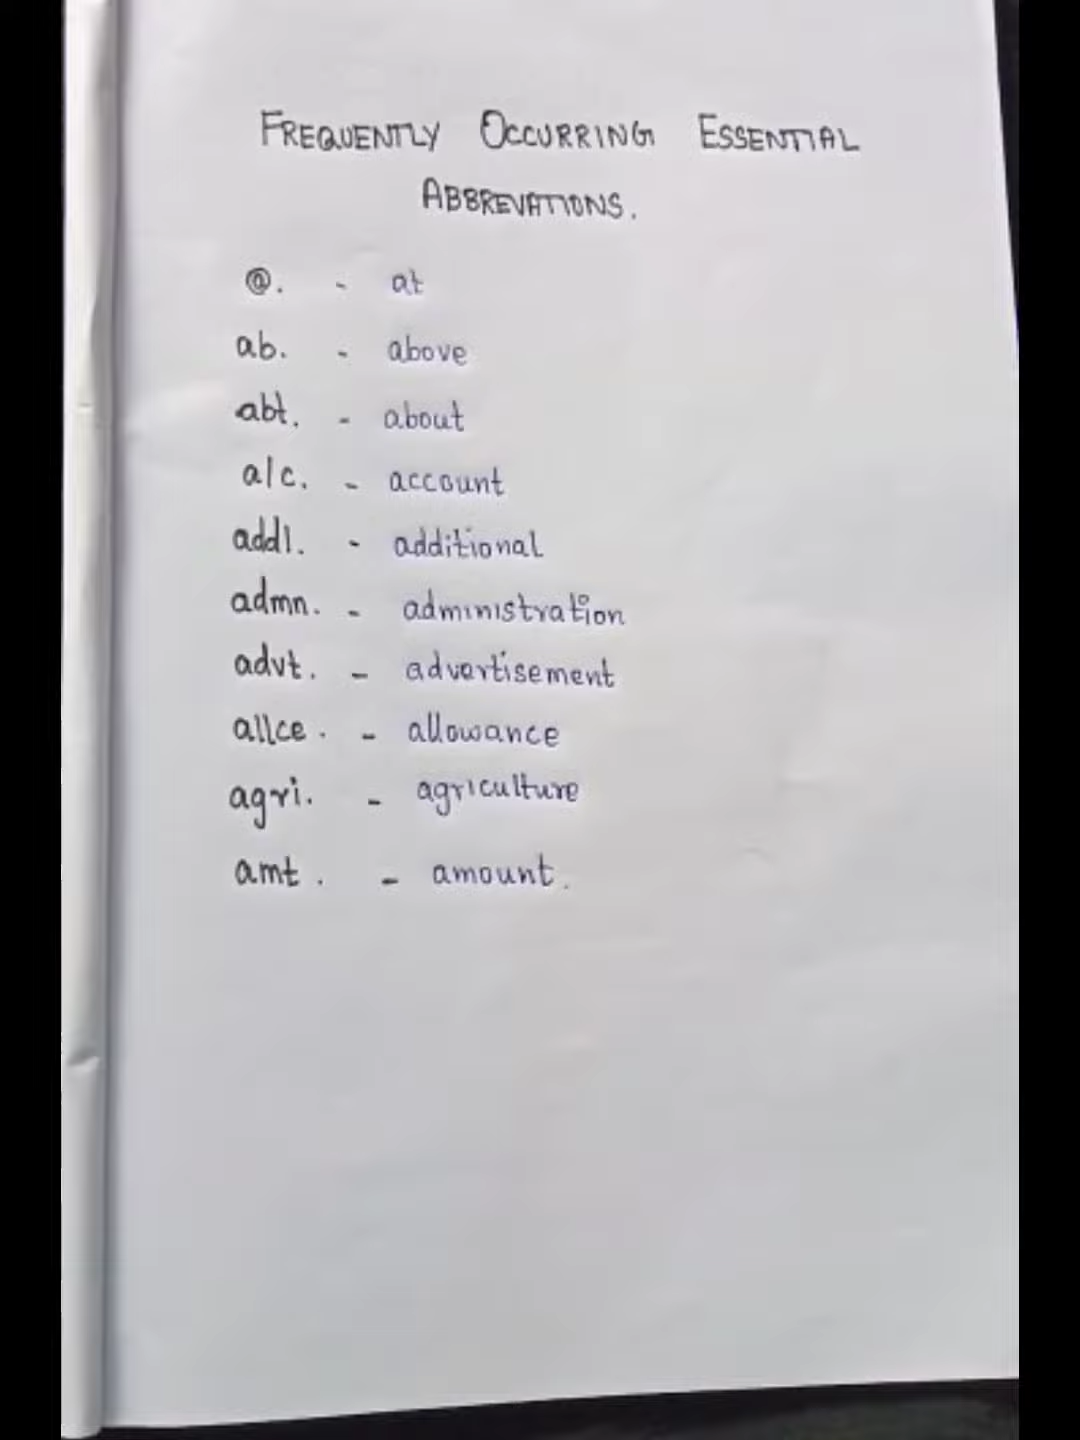 FREQUENTLY OCCURRING ESSENTIAL
ABBREVATIONS.
@. - at
ab. - above
abt. - about
a/c. - account
addl. - additional
admn. - administration
advt. - advertisement
allce. - allowance
agri. - agriculture
amt. - amount.